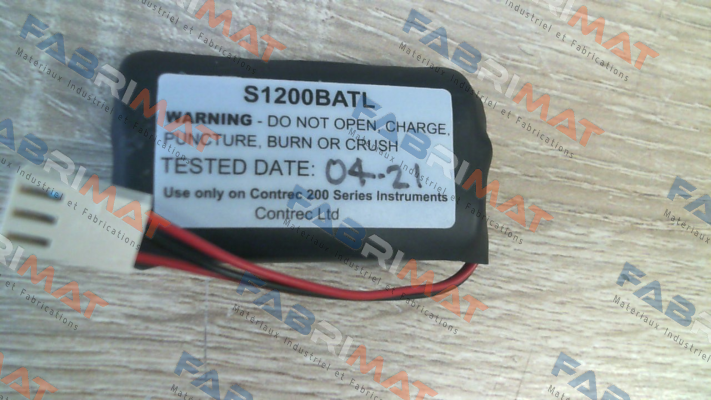 S1200BATL
WARNING - DO NOT OPEN, CHARGE,
PUNCTURE, BURN OR CRUSH
TESTED DATE: 04-21
Use only on Contrec 200 Series Instruments
Contrec Ltd
FABRIMAT
Materiaux Industriel et Fabrications